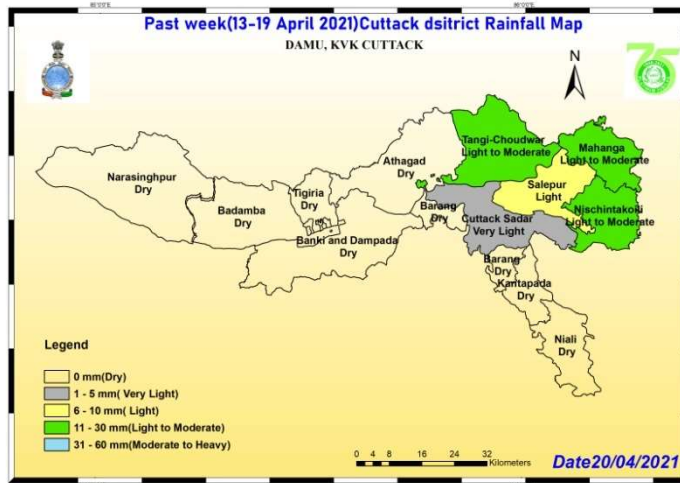 Past week(13-19 April 2021)Cuttack dsitrict Rainfall Map
DAMU, KVK CUTTACK
N
Tangi-Choudwar
Light to Moderate
Mahanga
Light to Moderate
Athagad
Dry
Narasinghpur
Dry
Salepur
Light
Tigiria
Dry
Badamba
Dry
Barang
Dry
Cuttack Sadar
Very Light
Nischintakoili
Light to Moderate
Banki and Dampada
Dry
Barang
Dry
Kantapada
Dry
Niali
Dry
Legend
0 mm(Dry)
1 - 5 mm( Very Light)
6 - 10 mm( Light)
11 - 30 mm(Light to Moderate)
31 - 60 mm(Moderate to Heavy)
0 4 8 16 24 32
Kilometers
Date20/04/2021